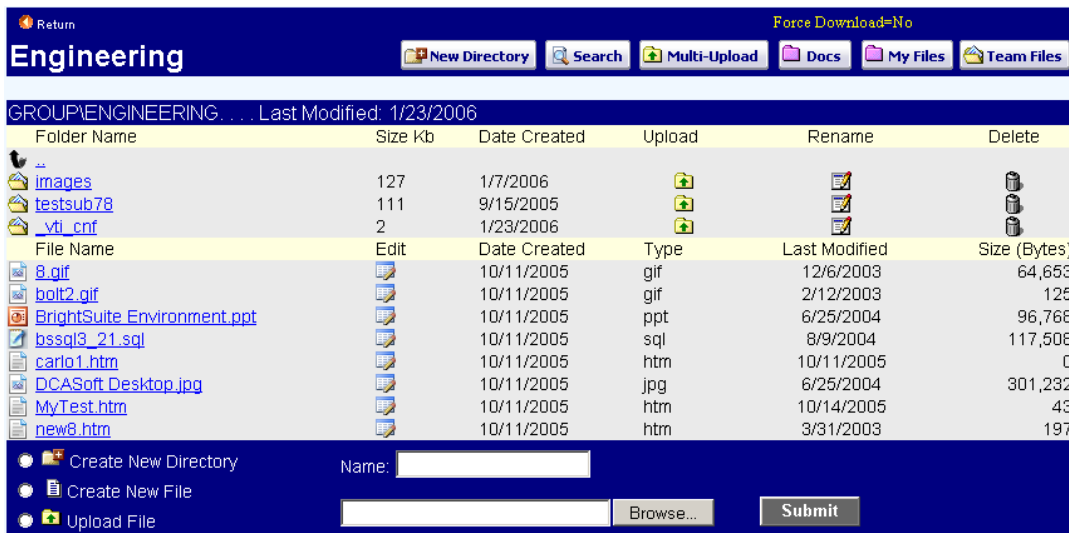 Return Force Download=No
Engineering New Directory Search Multi-Upload Docs My Files Team Files
GROUP\ENGINEERING. . . . Last Modified: 1/23/2006
Folder Name Size Kb Date Created Upload Rename Delete
..
images 127 1/7/2006
testsub78 111 9/15/2005
_vti_cnf 2 1/23/2006
File Name Edit Date Created Type Last Modified Size (Bytes)
8.gif 10/11/2005 gif 12/6/2003 64,653
bolt2.gif 10/11/2005 gif 2/12/2003 125
BrightSuite Environment.ppt 10/11/2005 ppt 6/25/2004 96,768
bssql3_21.sql 10/11/2005 sql 8/9/2004 117,508
carlo1.htm 10/11/2005 htm 10/11/2005 0
DCASoft Desktop.jpg 10/11/2005 jpg 6/25/2004 301,232
MyTest.htm 10/11/2005 htm 10/14/2005 43
new8.htm 10/11/2005 htm 3/31/2003 197
Create New Directory Name:
Create New File
Upload File Browse... Submit